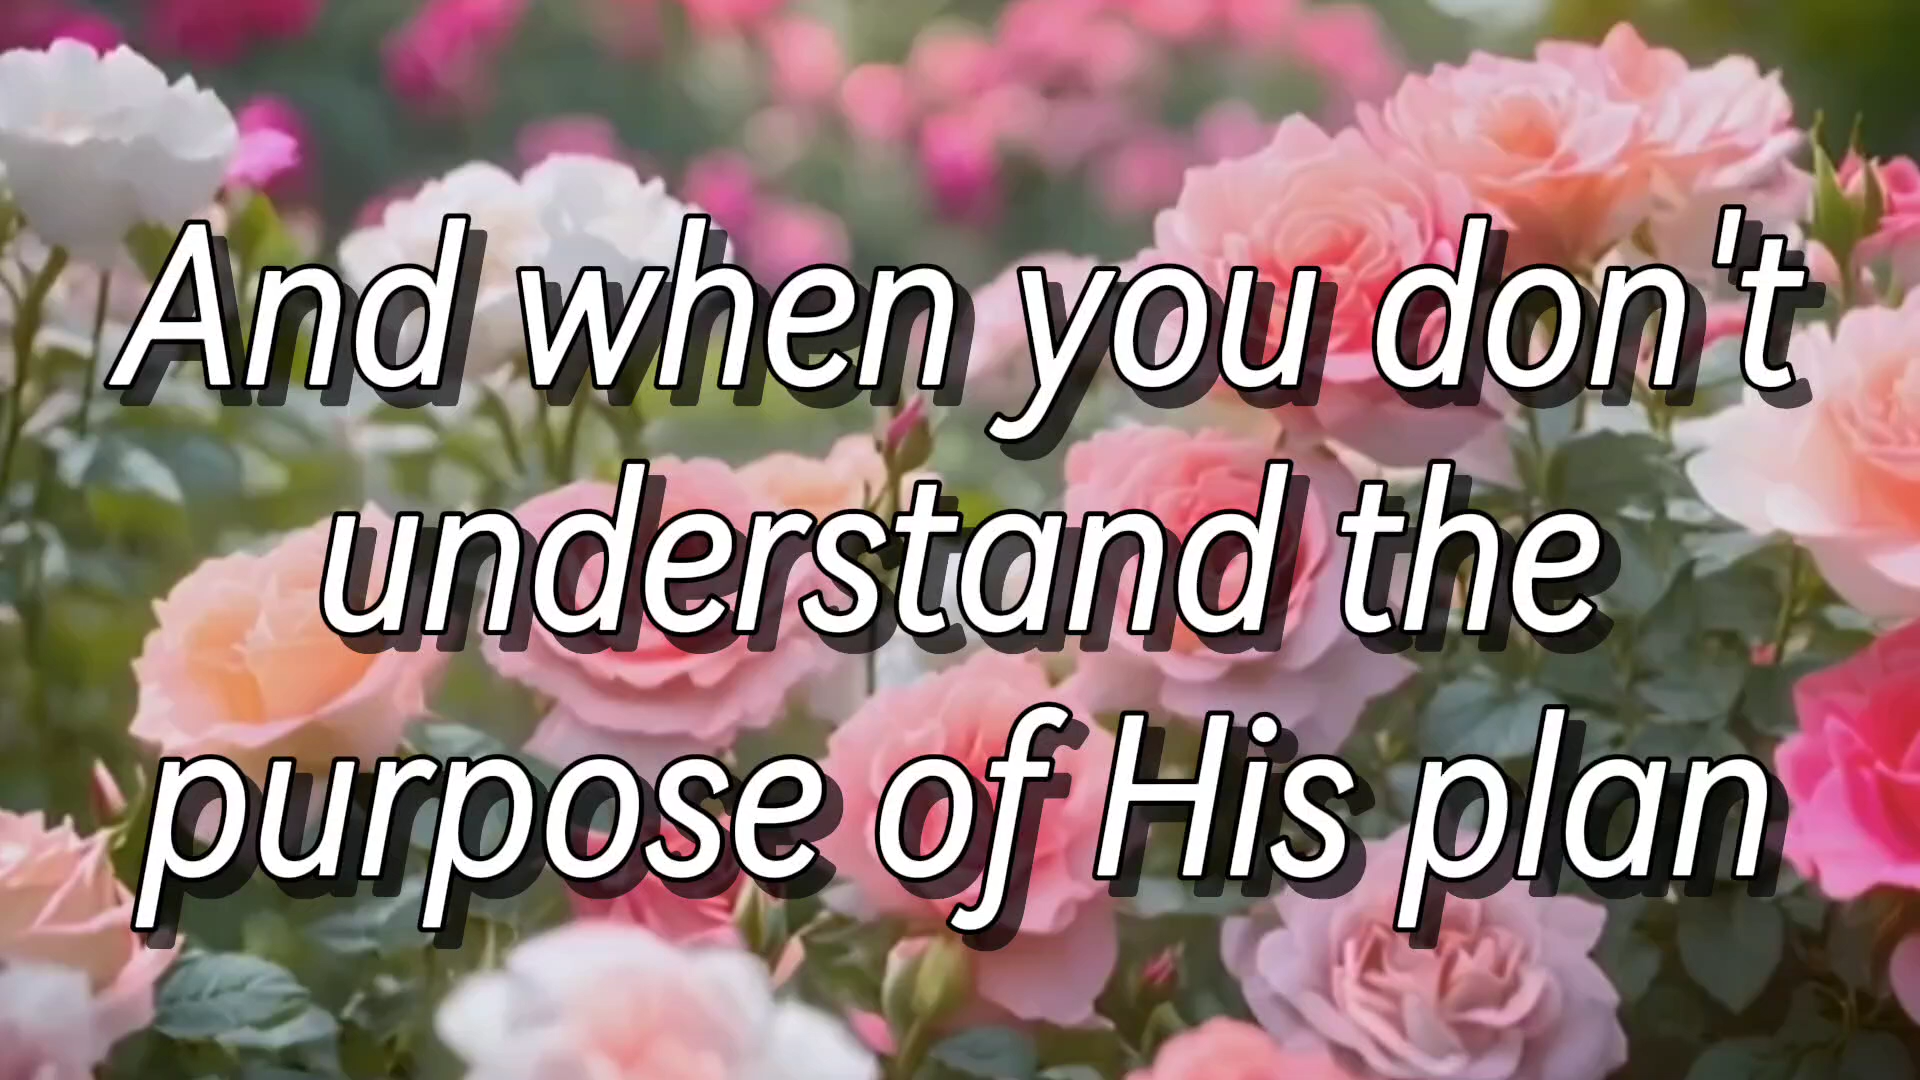 And when you don't
understand the
purpose of His plan